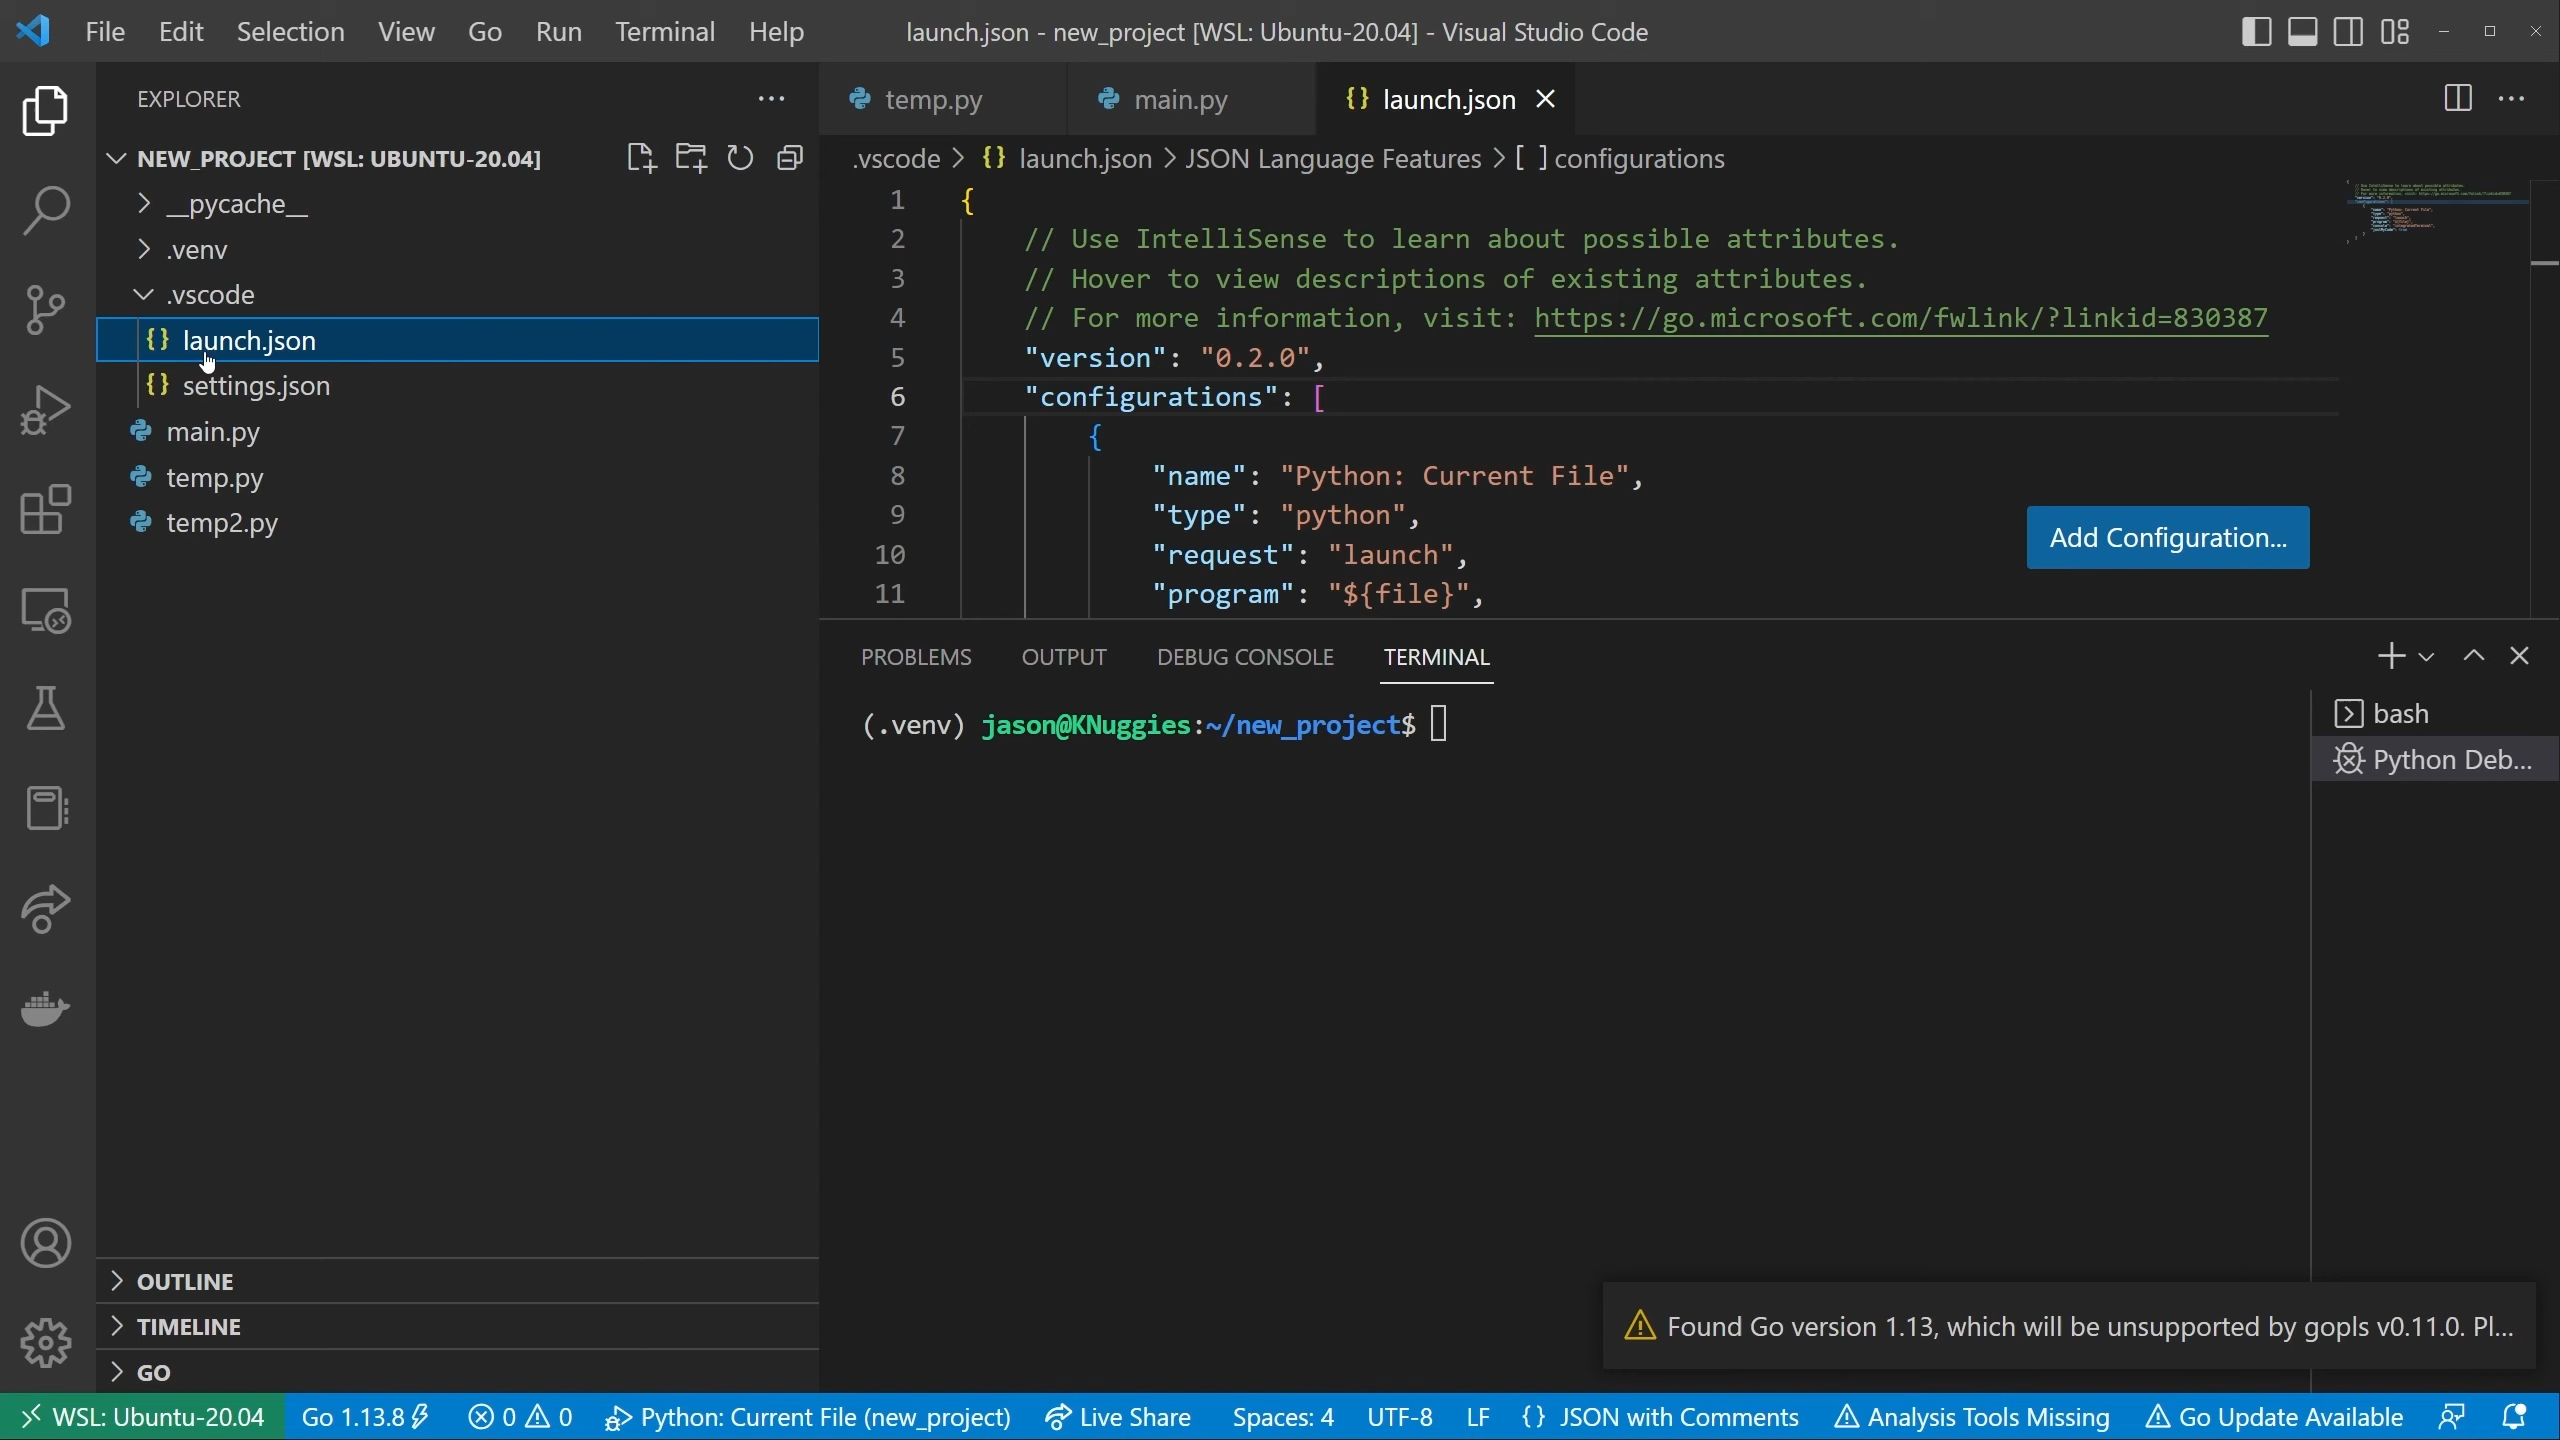 File Edit Selection View Go Run Terminal Help
launch.json - new_project [WSL: Ubuntu-20.04] - Visual Studio Code
EXPLORER
NEW_PROJECT [WSL: UBUNTU-20.04]
__pycache__
.venv
.vscode
{} launch.json
{} settings.json
main.py
temp.py
temp2.py
OUTLINE
TIMELINE
GO
temp.py
main.py
{} launch.json
.vscode > {} launch.json > JSON Language Features > [ ] configurations
1 {
2 // Use IntelliSense to learn about possible attributes.
3 // Hover to view descriptions of existing attributes.
4 // For more information, visit: https://go.microsoft.com/fwlink/?linkid=830387
5 "version": "0.2.0",
6 "configurations": [
7 {
8 "name": "Python: Current File",
9 "type": "python",
10 "request": "launch",
11 "program": "${file}",
Add Configuration...
PROBLEMS OUTPUT DEBUG CONSOLE TERMINAL
(.venv) jason@KNuggies:~/new_project$
bash
Python Deb...
Found Go version 1.13, which will be unsupported by gopls v0.11.0. Pl...
WSL: Ubuntu-20.04 Go 1.13.8 0 0 Python: Current File (new_project) Live Share Spaces: 4 UTF-8 LF {} JSON with Comments Analysis Tools Missing Go Update Available